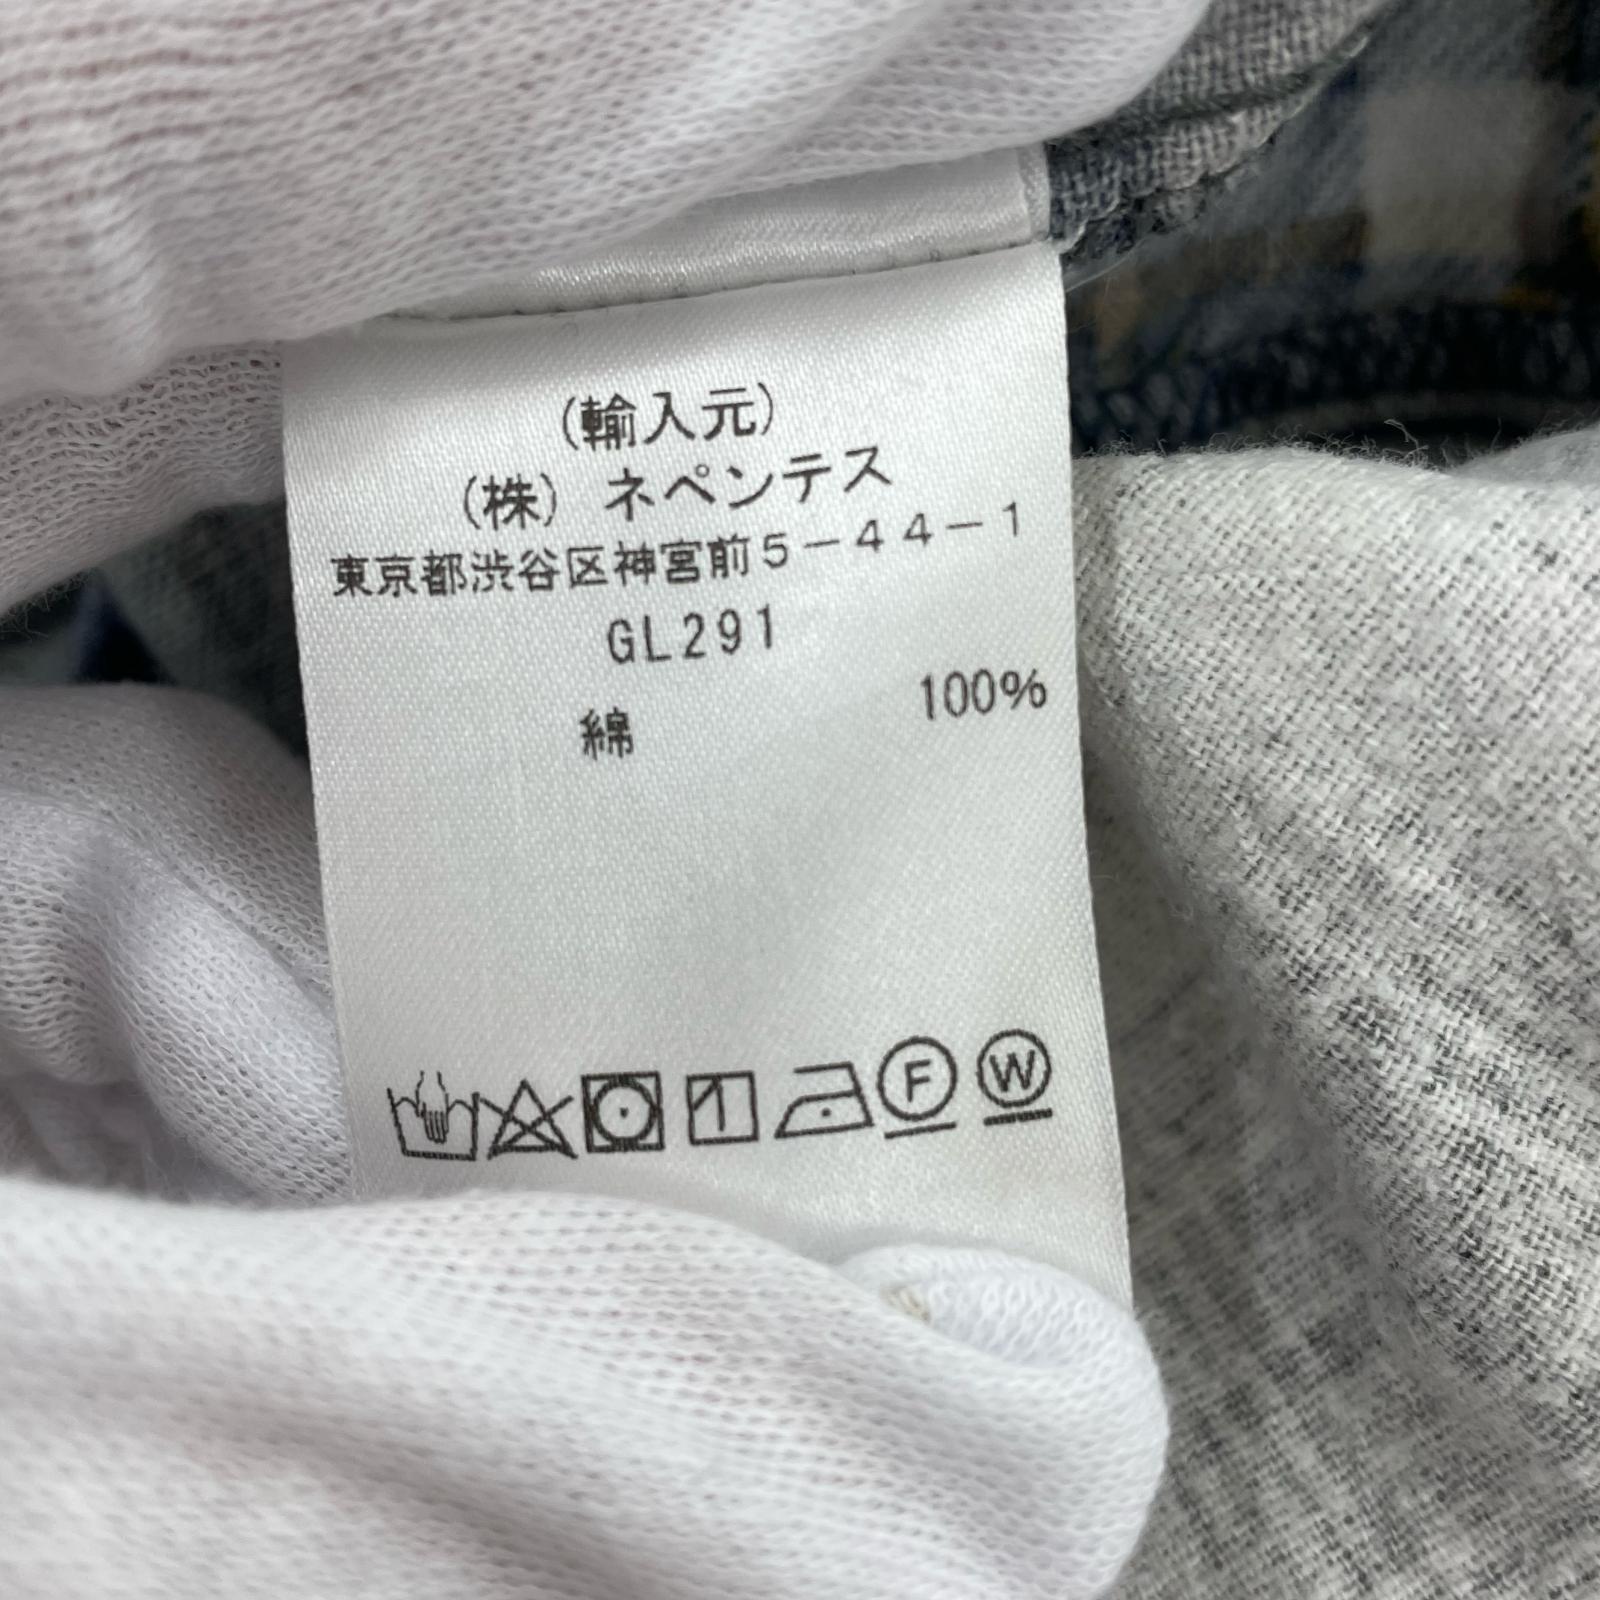 (輸入元)
(株) ネペンテス
東京都渋谷区神宮前5-44-1
GL291
綿 100%
F W